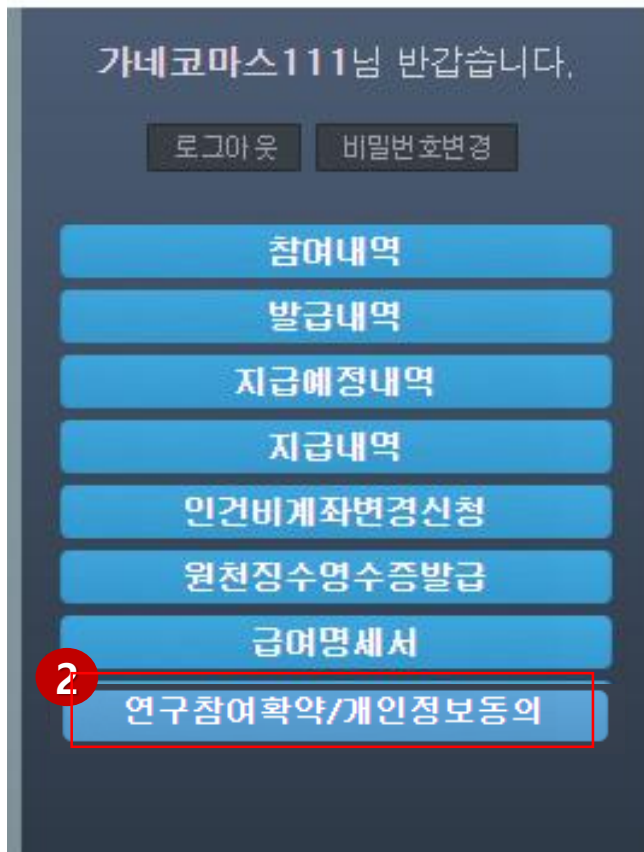 가네코마스111님 반갑습니다.
로그아웃 비밀번호변경
참여내역
발급내역
지급예정내역
지급내역
인건비계좌변경신청
원천징수영수증발급
급여명세서
2
연구참여확약/개인정보동의